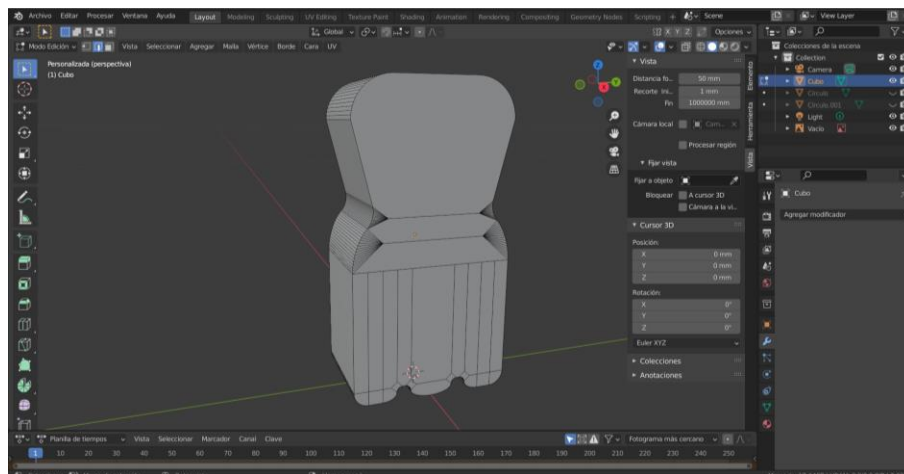 Archivo Editar Procesar Ventana Ayuda Layout Modeling Sculpting UV Editing Texture Paint Shading Animation Rendering Compositing Geometry Nodes Scripting + Scene View Layer
X Y Z Opciones
Modo Edición Vista Seleccionar Agregar Malla Vértice Borde Cara UV
Personalizada (perspectiva)
(1) Cubo
Z
Y
X
Vista
Distancia fo... 50 mm
Recorte ini.. 1 mm
Fin 1000000 mm
Cámara local Cám...
Procesar región
Fijar vista
Fijar a objeto
Bloquear A cursor 3D
Cámara a la vi...
Cursor 3D
Posición:
X 0 mm
Y 0 mm
Z 0 mm
Rotación:
X 0°
Y 0°
Z 0°
Euler XYZ
Colecciones
Anotaciones
Elemento
Herramienta
Vista
Colecciones de la escena
Collection
Camera
Cubo
Círculo
Círculo.001
Light
Vacío
Cubo
Agregar modificador
Planilla de tiempos Vista Seleccionar Marcador Canal Clave Fotograma más cercano
1 10 20 30 40 50 60 70 80 90 100 110 120 130 140 150 160 170 180 190 200 210 220 230 240 250